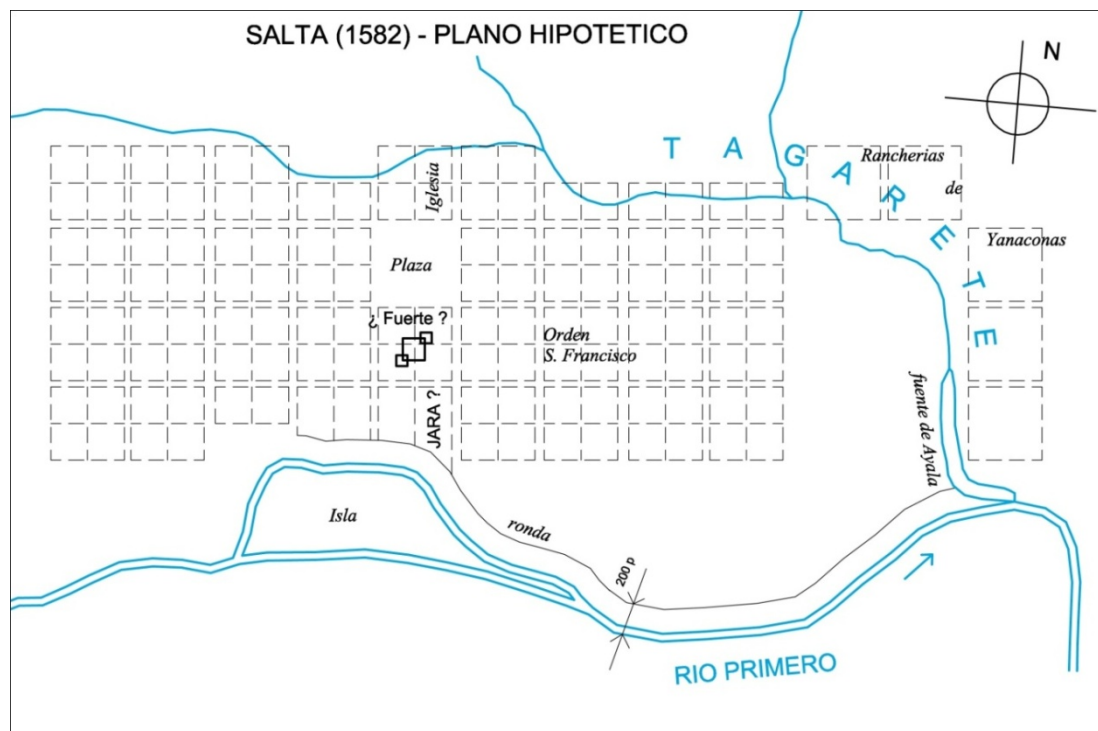 SALTA (1582) - PLANO HIPOTETICO
N
TAGARETE
Rancherias
de
Yanaconas
Iglesia
Plaza
¿ Fuerte ?
Orden
S. Francisco
JARA ?
fuente de Ayala
Isla
ronda
200 p
RIO PRIMERO